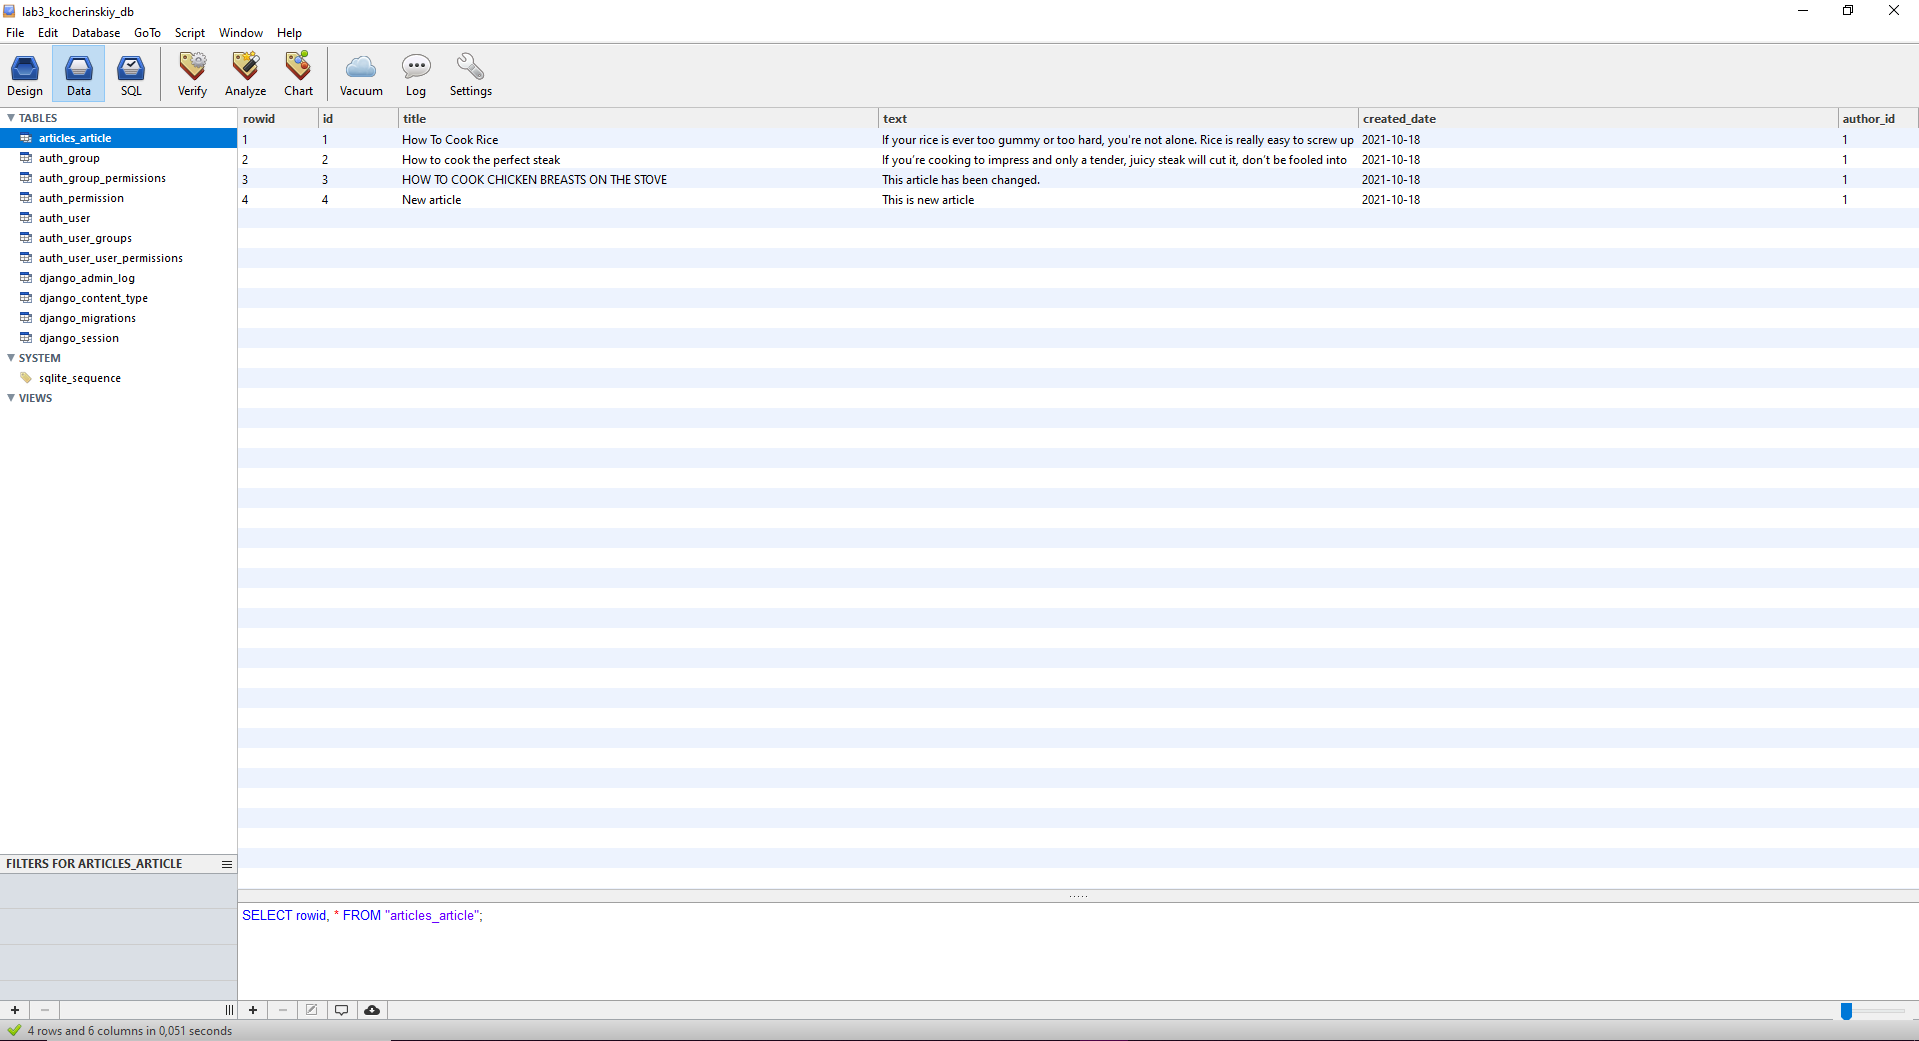 lab3_kocherinskiy_db
File Edit Database GoTo Script Window Help
Design Data SQL Verify Analyze Chart Vacuum Log Settings
TABLES
articles_article
auth_group
auth_group_permissions
auth_permission
auth_user
auth_user_groups
auth_user_user_permissions
django_admin_log
django_content_type
django_migrations
django_session
SYSTEM
sqlite_sequence
VIEWS
FILTERS FOR ARTICLES_ARTICLE
rowid id title text created_date author_id
1 1 How To Cook Rice If your rice is ever too gummy or too hard, you're not alone. Rice is really easy to screw up 2021-10-18 1
2 2 How to cook the perfect steak If you're cooking to impress and only a tender, juicy steak will cut it, don't be fooled into 2021-10-18 1
3 3 HOW TO COOK CHICKEN BREASTS ON THE STOVE This article has been changed. 2021-10-18 1
4 4 New article This is new article 2021-10-18 1
SELECT rowid, * FROM "articles_article";
4 rows and 6 columns in 0,051 seconds